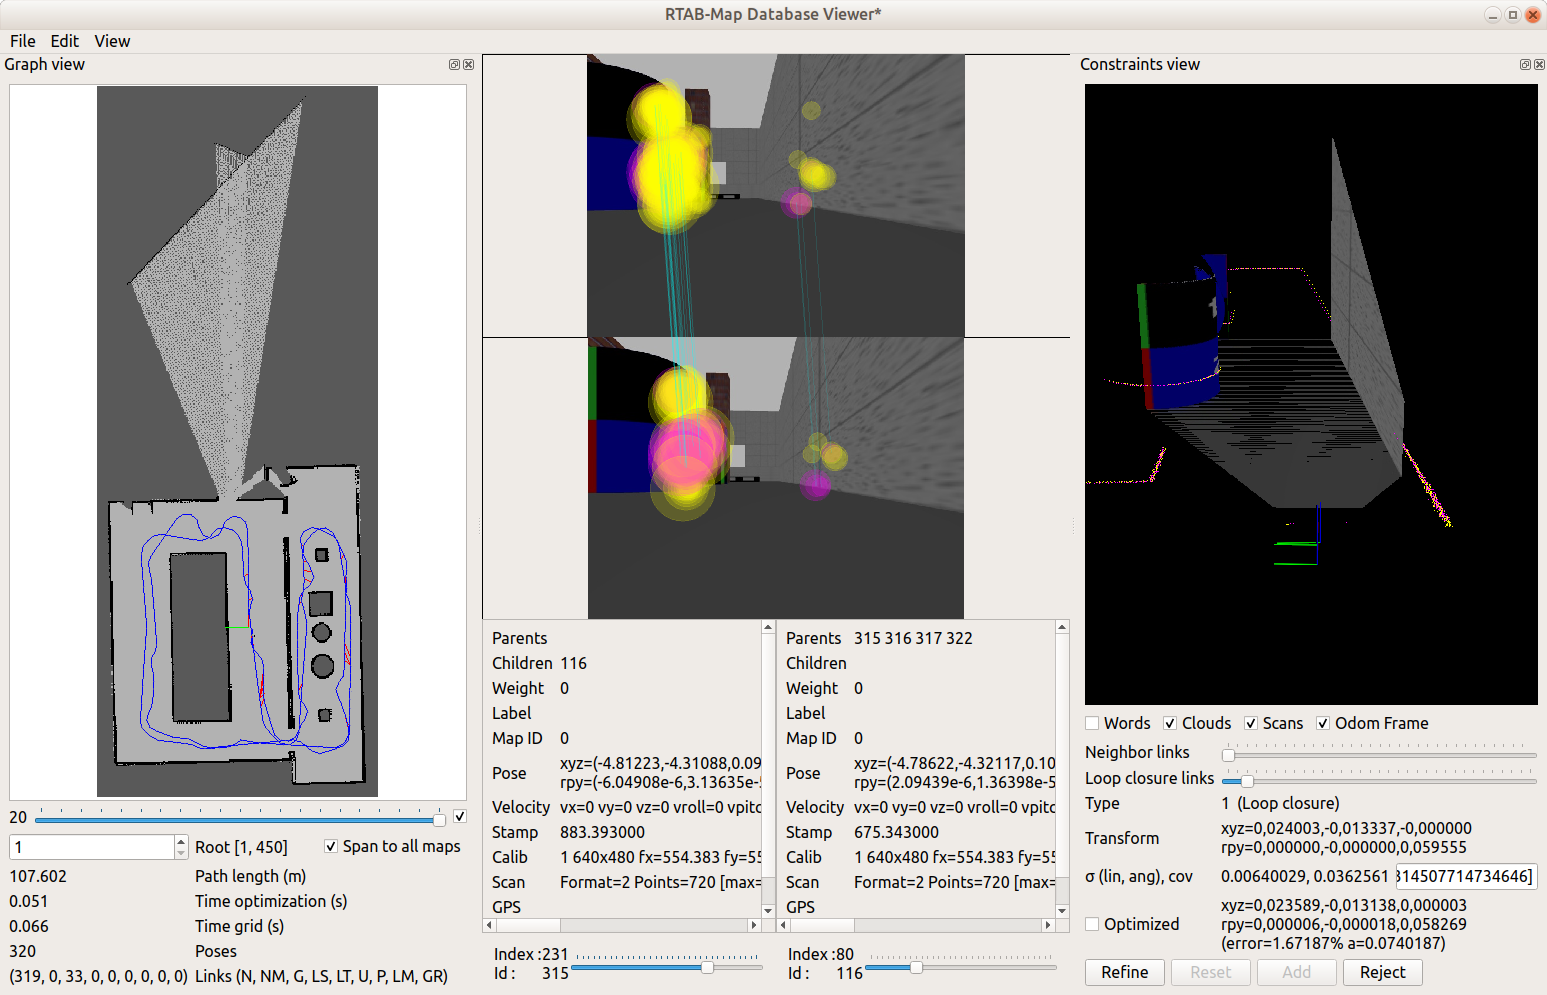 RTAB-Map Database Viewer*
File Edit View
Graph view
20
1
Root [1, 450]
Span to all maps
107.602 Path length (m)
0.051 Time optimization (s)
0.066 Time grid (s)
320 Poses
(319, 0, 33, 0, 0, 0, 0, 0, 0) Links (N, NM, G, LS, LT, U, P, LM, GR)
Parents
Children 116
Weight 0
Label
Map ID 0
Pose xyz=(-4.81223,-4.31088,0.09
rpy=(-6.04908e-6,3.13635e-5
Velocity vx=0 vy=0 vz=0 vroll=0 vpitc
Stamp 883.393000
Calib 1 640x480 fx=554.383 fy=55
Scan Format=2 Points=720 [max=
GPS
Index :231
Id : 315
Parents 315 316 317 322
Children
Weight 0
Label
Map ID 0
Pose xyz=(-4.78622,-4.32117,0.10
rpy=(2.09439e-6,1.36398e-5
Velocity vx=0 vy=0 vz=0 vroll=0 vpitc
Stamp 675.343000
Calib 1 640x480 fx=554.383 fy=55
Scan Format=2 Points=720 [max=
GPS
Index :80
Id : 116
Constraints view
Words Clouds Scans Odom Frame
Neighbor links
Loop closure links
Type 1 (Loop closure)
Transform xyz=0,024003,-0,013337,-0,000000
rpy=0,000000,-0,000000,0,059555
σ (lin, ang), cov 0.00640029, 0.0362561 314507714734646]
Optimized xyz=0,023589,-0,013138,0,000003
rpy=0,000006,-0,000018,0,058269
(error=1.67187% a=0.0740187)
Refine Reset Add Reject